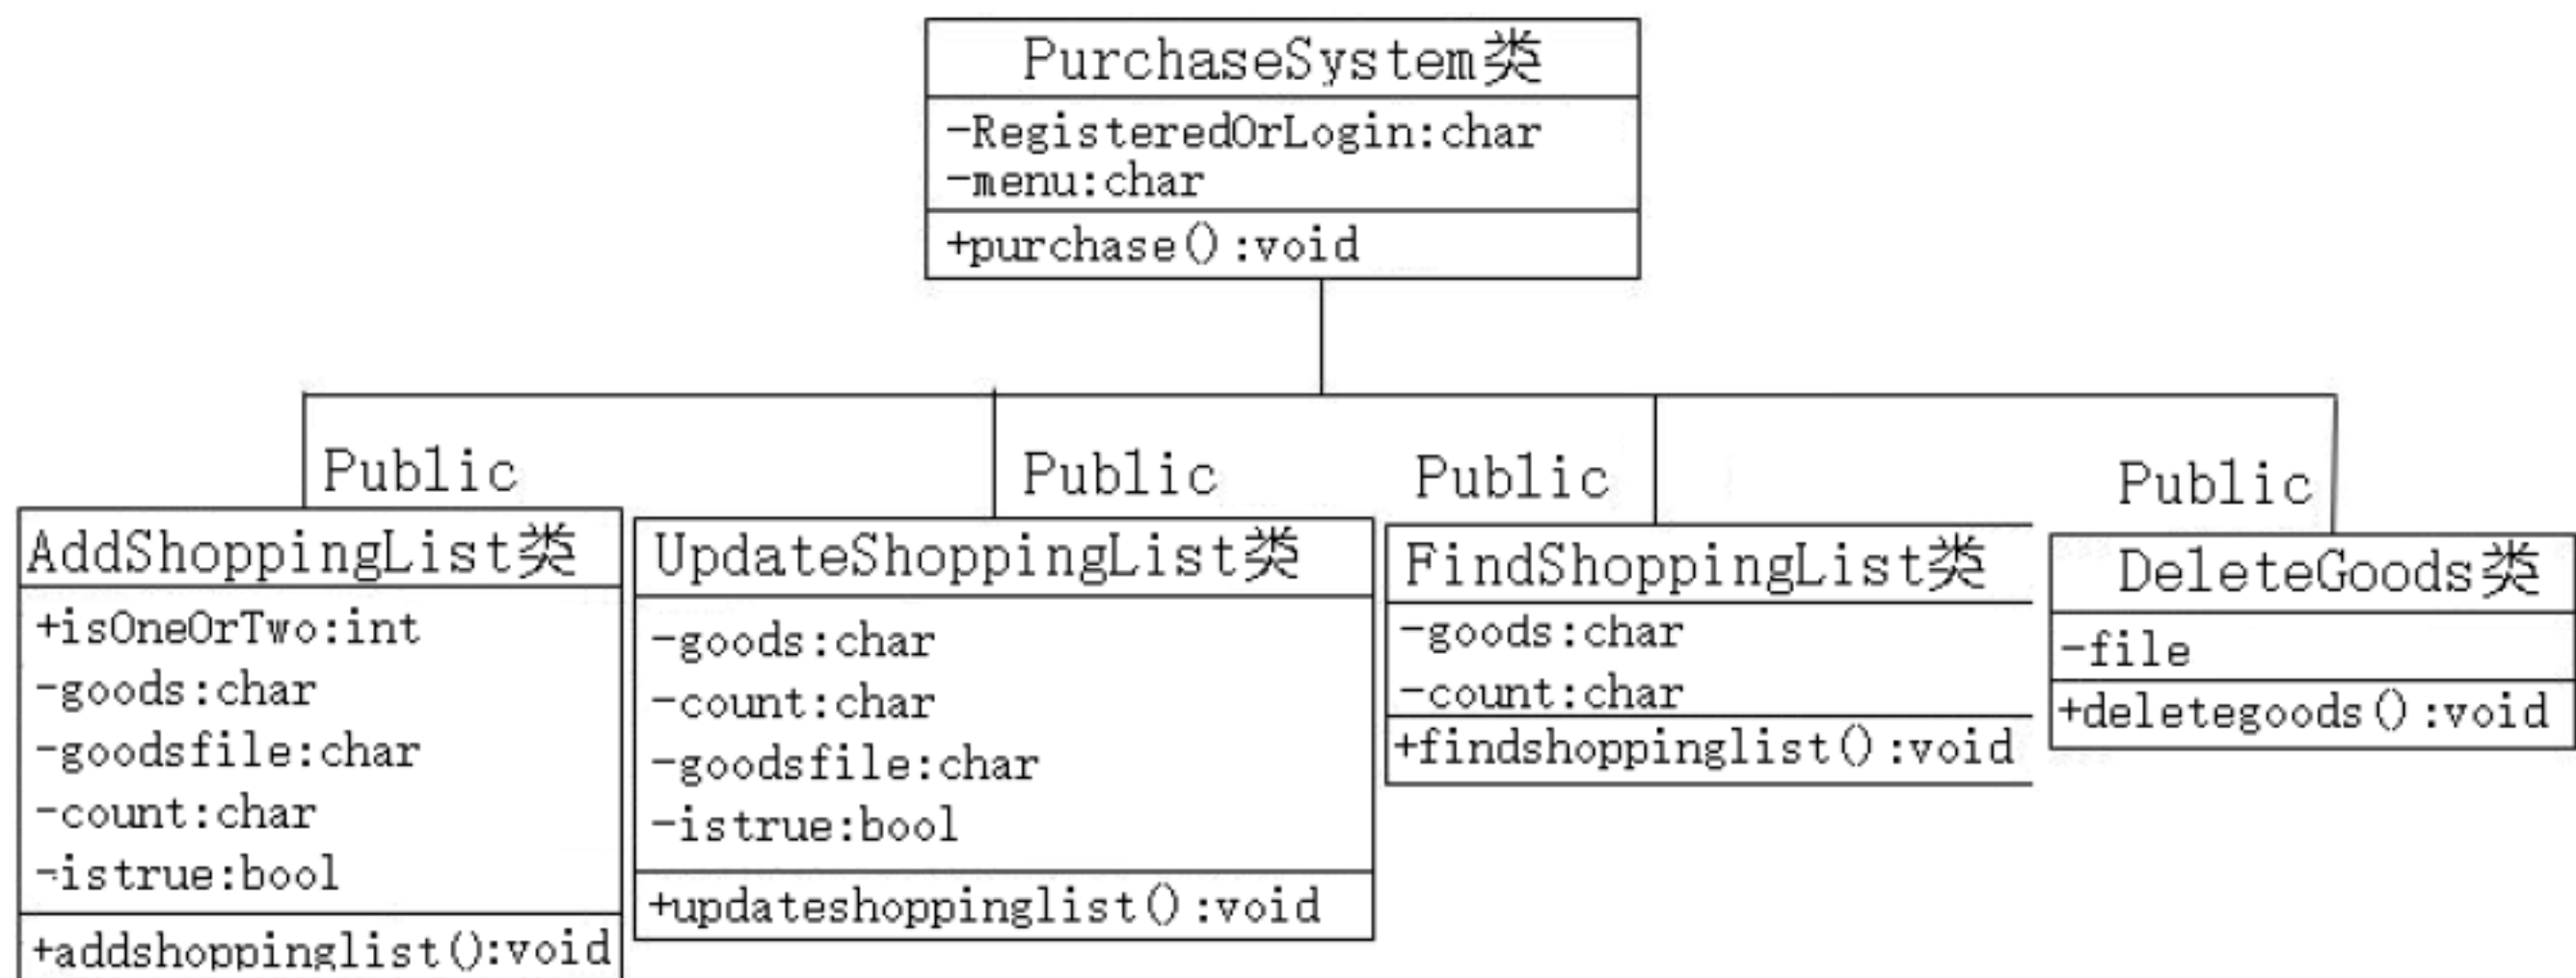 PurchaseSystem类
-RegisteredOrLogin:char
-menu:char
+purchase():void
Public
Public
Public
Public
AddShoppingList类
+isOneOrTwo:int
-goods:char
-goodsfile:char
-count:char
-istrue:bool
+addshoppinglist():void
UpdateShoppingList类
-goods:char
-count:char
-goodsfile:char
-istrue:bool
+updateshoppinglist():void
FindShoppingList类
-goods:char
-count:char
+findshoppinglist():void
DeleteGoods类
-file
+deletegoods():void